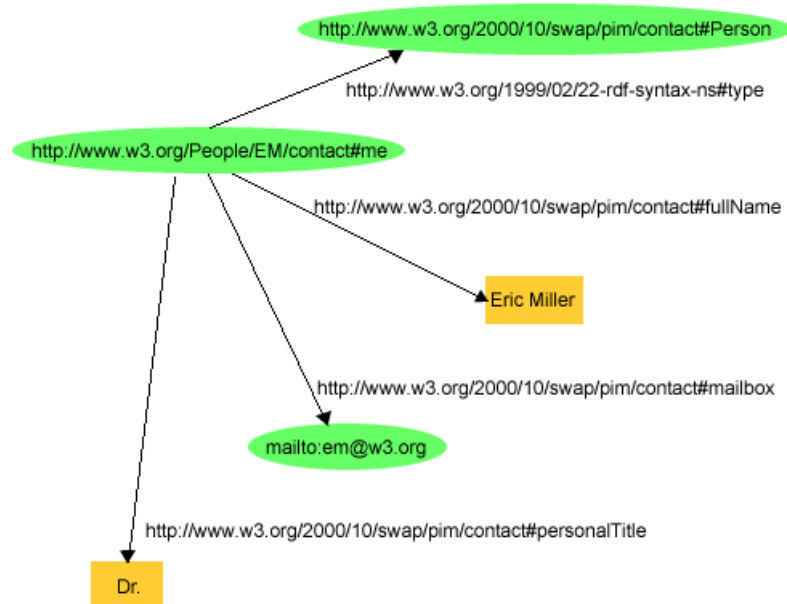 http://www.w3.org/2000/10/swap/pim/contact#Person
http://www.w3.org/1999/02/22-rdf-syntax-ns#type
http://www.w3.org/People/EM/contact#me
http://www.w3.org/2000/10/swap/pim/contact#fullName
Eric Miller
http://www.w3.org/2000/10/swap/pim/contact#mailbox
mailto:em@w3.org
http://www.w3.org/2000/10/swap/pim/contact#personalTitle
Dr.